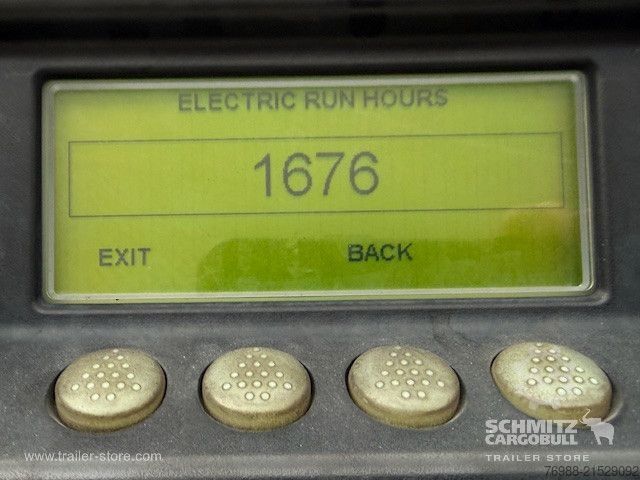 ELECTRIC RUN HOURS
1676
EXIT BACK
SCHMITZ
CARGOBULL
TRAILER STORE
www.trailer-store.com
76988-21529092